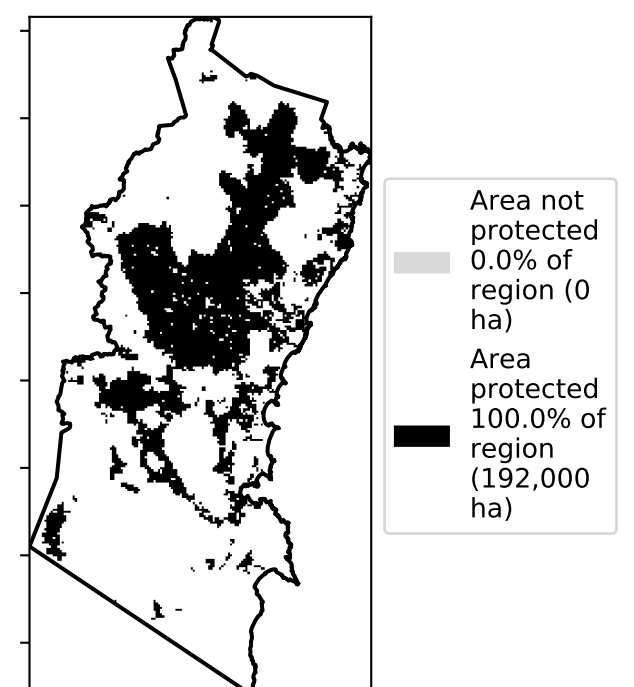 Area not
protected
0.0% of
region (0
ha)
Area
protected
100.0% of
region
(192,000
ha)